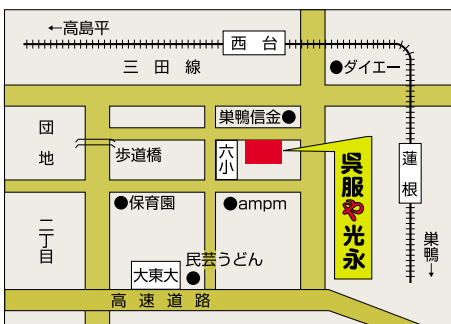 ←高島平
西台
三田線
●ダイエー
巣鴨信金●
団地
歩道橋
六小
呉服や光永
蓮根
●保育園
●ampm
二丁目
巣鴨→
民芸うどん
大東大
高速道路